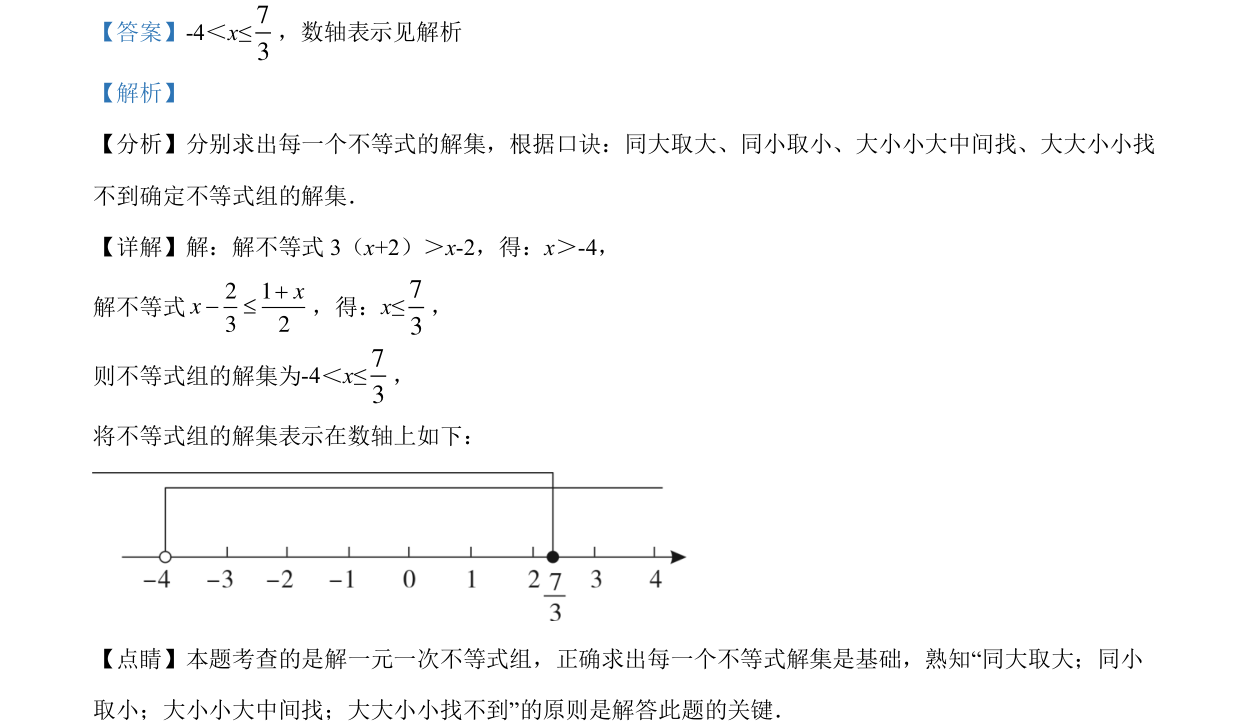 【答案】-4＜x≤7/3，数轴表示见解析
【解析】
【分析】分别求出每一个不等式的解集，根据口诀：同大取大、同小取小、大小小大中间找、大大小小找
不到确定不等式组的解集．
【详解】解：解不等式 3（x+2）＞x-2，得：x＞-4，
解不等式 x−2/3≤(1+x)/2，得：x≤7/3，
则不等式组的解集为-4＜x≤7/3，
将不等式组的解集表示在数轴上如下：
−4 −3 −2 −1 0 1 2 7/3 3 4
【点睛】本题考查的是解一元一次不等式组，正确求出每一个不等式解集是基础，熟知“同大取大；同小
取小；大小小大中间找；大大小小找不到”的原则是解答此题的关键．